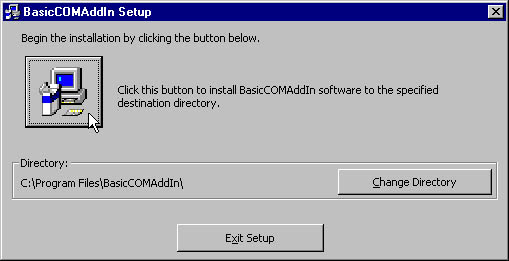 BasicCOMAddIn Setup
Begin the installation by clicking the button below.
Click this button to install BasicCOMAddIn software to the specified
destination directory.
Directory:
C:\Program Files\BasicCOMAddIn\
Change Directory
Exit Setup